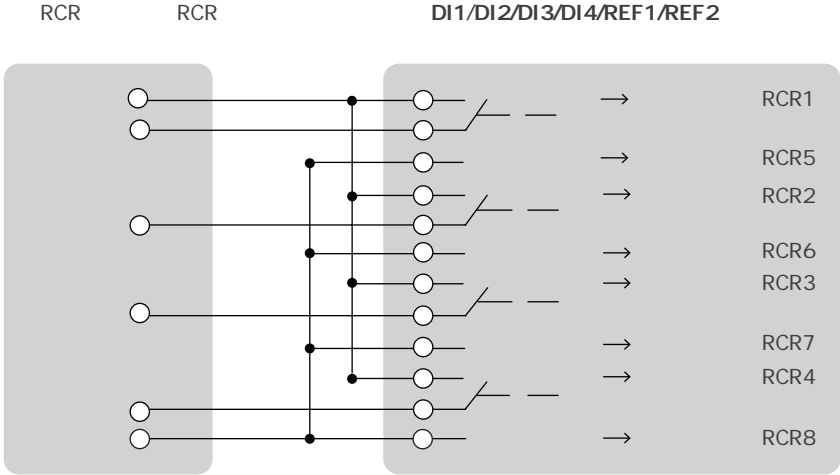 RCR RCR DI1/DI2/DI3/DI4/REF1/REF2
RCR1
RCR5
RCR2
RCR6
RCR3
RCR7
RCR4
RCR8